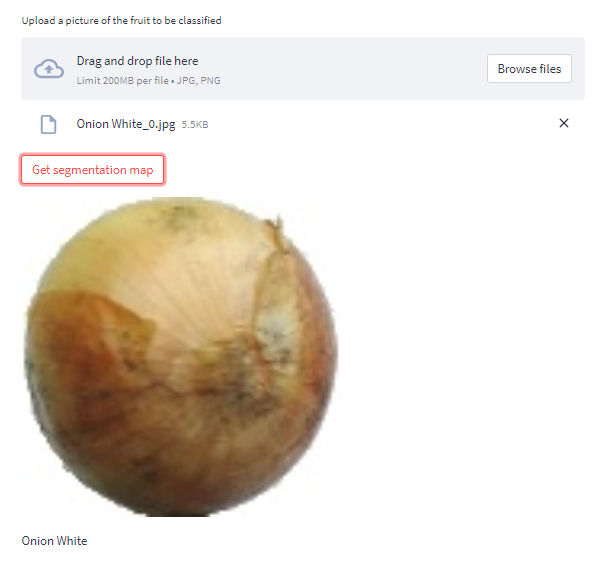 Upload a picture of the fruit to be classified
Drag and drop file here
Limit 200MB per file • JPG, PNG
Browse files
Onion White_0.jpg 5.5KB
Get segmentation map
Onion White